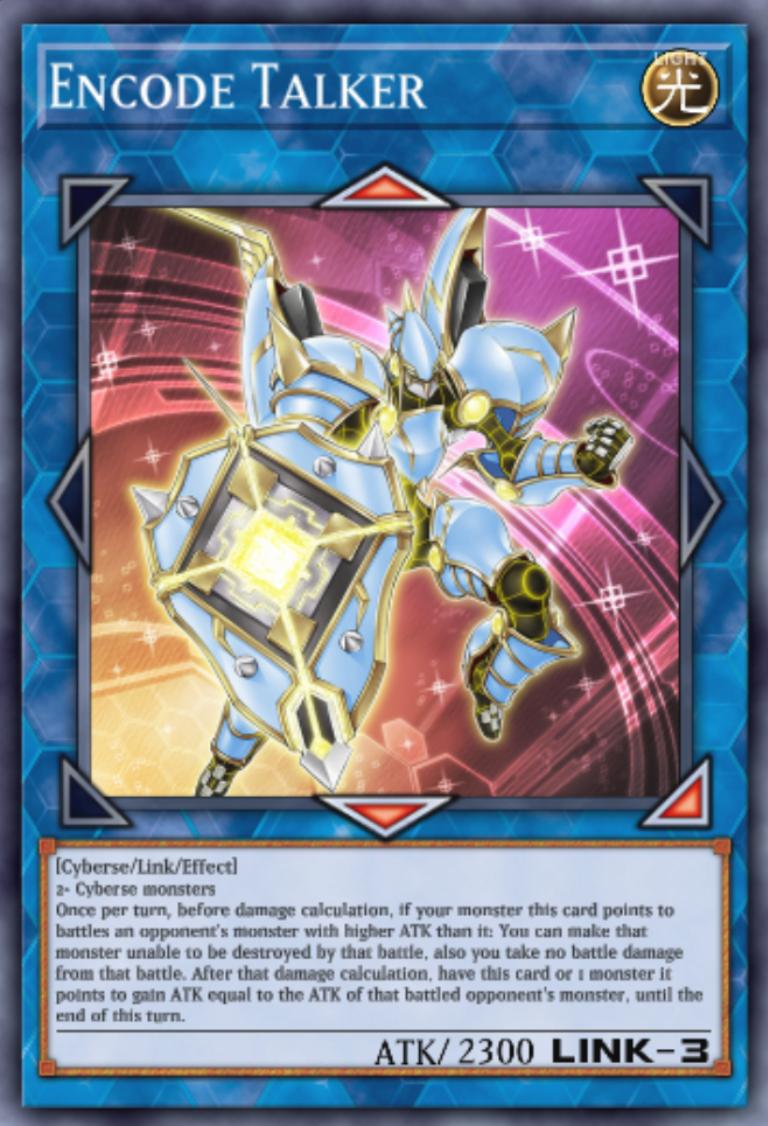 ENCODE TALKER
LIGHT
光
[Cyberse/Link/Effect]
2+ Cyberse monsters
Once per turn, before damage calculation, if your monster this card points to
battles an opponent's monster with higher ATK than it: You can make that
monster unable to be destroyed by that battle, also you take no battle damage
from that battle. After that damage calculation, have this card or 1 monster it
points to gain ATK equal to the ATK of that battled opponent's monster, until the
end of this turn.
ATK/ 2300 LINK-3